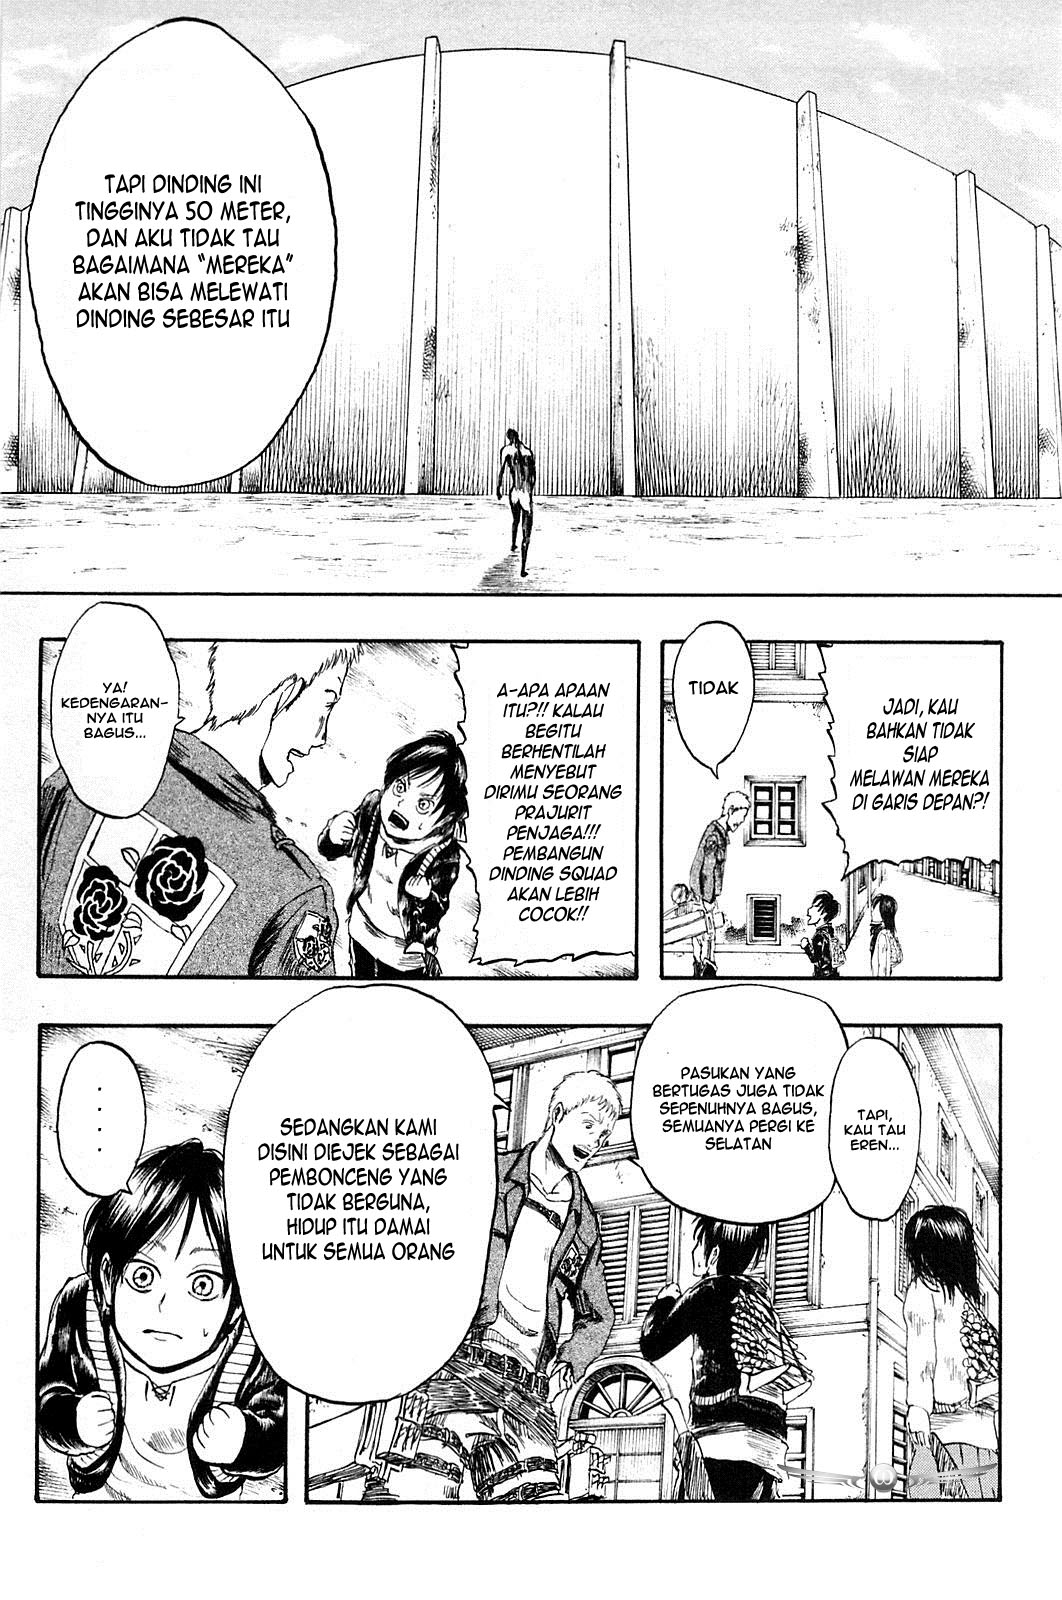 TAPI DINDING INI
TINGGINYA 50 METER,
DAN AKU TIDAK TAU
BAGAIMANA "MEREKA"
AKAN BISA MELEWATI
DINDING SEBESAR ITU
JADI, KAU
BAHKAN TIDAK
SIAP
MELAWAN MEREKA
DI GARIS DEPAN?!
TIDAK
A-APA APAAN
ITU?!! KALAU
BEGITU
BERHENTILAH
MENYEBUT
DIRIMU SEORANG
PRAJURIT
PENJAGA!!!
PEMBANGUN
DINDING SQUAD
AKAN LEBIH
COCOK!!
YA!
KEDENGARAN-
NYA ITU
BAGUS...
TAPI,
KAU TAU
EREN...
PASUKAN YANG
BERTUGAS JUGA TIDAK
SEPENUHNYA BAGUS,
SEMUANYA PERGI KE
SELATAN
SEDANGKAN KAMI
DISINI DIEJEK SEBAGAI
PEMBONCENG YANG
TIDAK BERGUNA,
HIDUP ITU DAMAI
UNTUK SEMUA ORANG
....